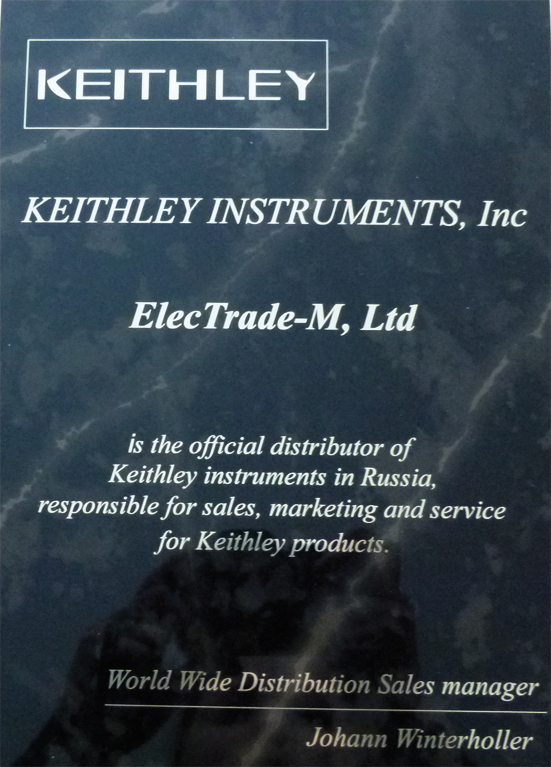 KEITHLEY
KEITHLEY INSTRUMENTS, Inc
ElecTrade-M, Ltd
is the official distributor of
Keithley instruments in Russia,
responsible for sales, marketing and service
for Keithley products.
World Wide Distribution Sales manager
Johann Winterholler